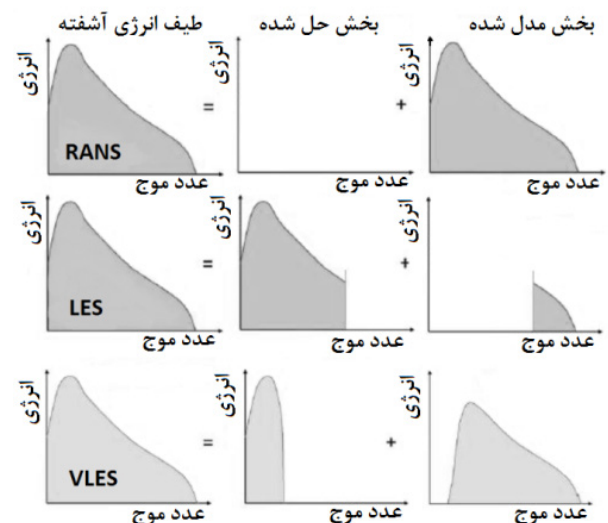 طیف انرژی آشفته
بخش حل شده
بخش مدل شده
انرژی
RANS
عدد موج
=
انرژی
عدد موج
+
انرژی
عدد موج
انرژی
LES
عدد موج
=
انرژی
عدد موج
+
انرژی
عدد موج
انرژی
VLES
عدد موج
=
انرژی
عدد موج
+
انرژی
عدد موج